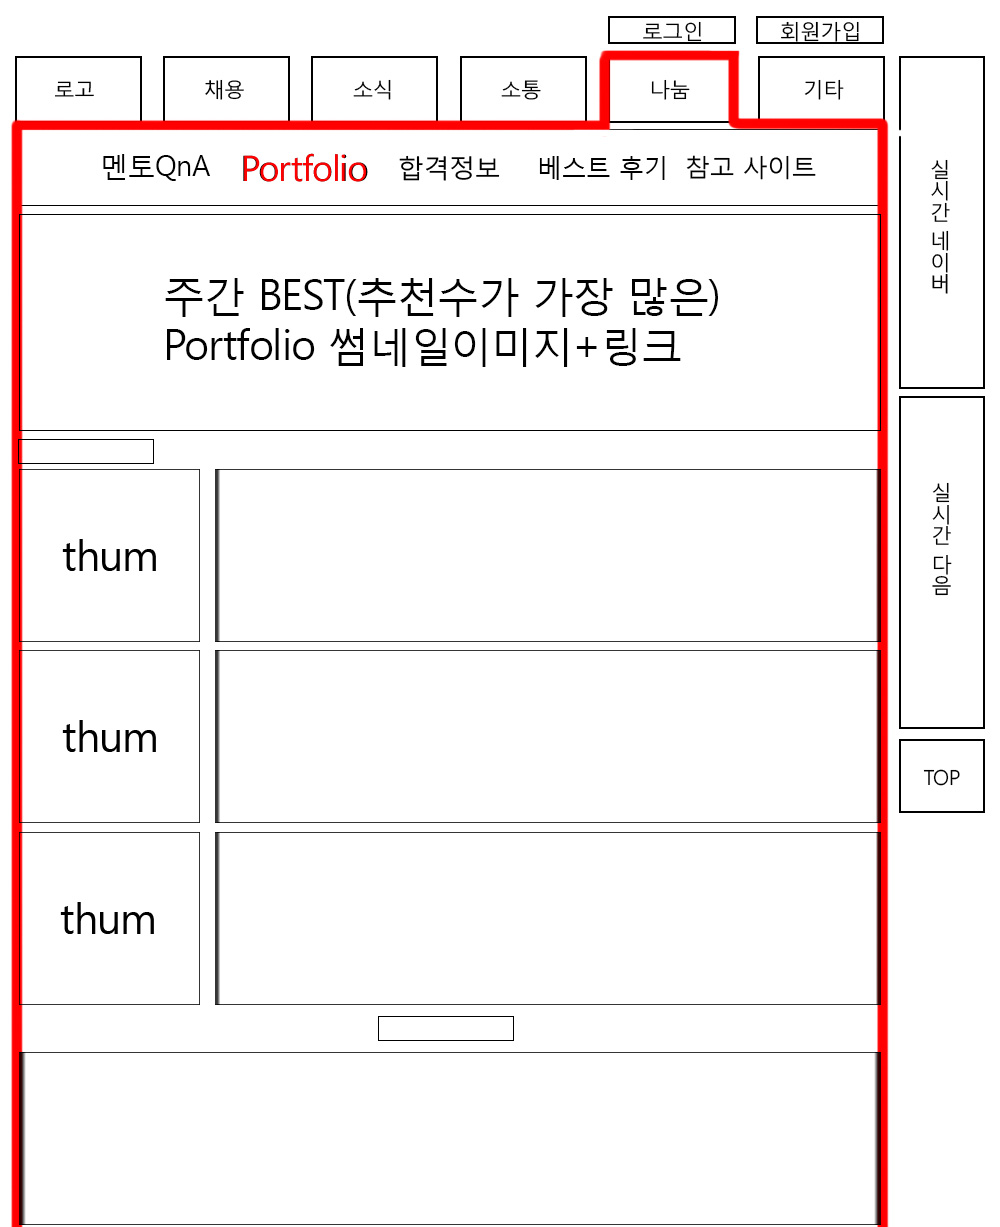 로그인 회원가입
로고 채용 소식 소통 나눔 기타
멘토QnA Portfolio 합격정보 베스트 후기 참고 사이트
주간 BEST(추천수가 가장 많은)
Portfolio 썸네일이미지+링크
thum
thum
thum
실시간 네이버
실시간 다음
TOP